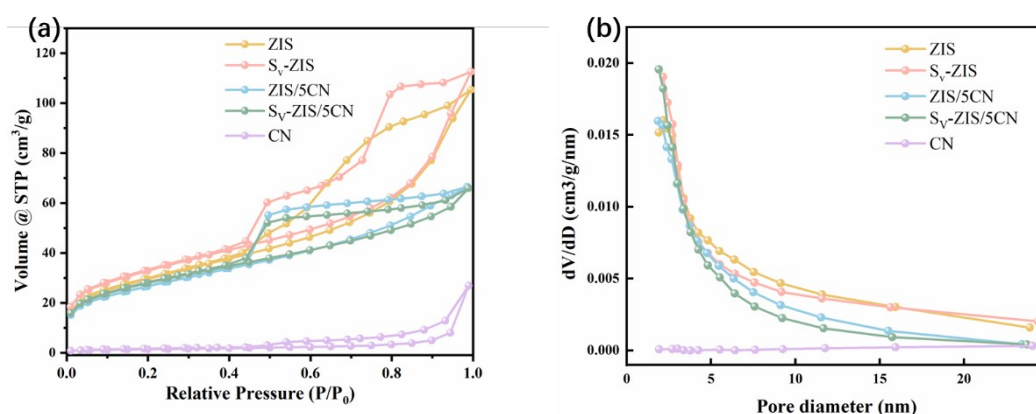 (a)
ZIS
Sv-ZIS
ZIS/5CN
SV-ZIS/5CN
CN
120
100
80
60
40
20
0
Volume @ STP (cm3/g)
0.0 0.2 0.4 0.6 0.8 1.0
Relative Pressure (P/P0)
(b)
ZIS
Sv-ZIS
ZIS/5CN
SV-ZIS/5CN
CN
0.020
0.015
0.010
0.005
0.000
dV/dD (cm3/g/nm)
0 5 10 15 20
Pore diameter (nm)